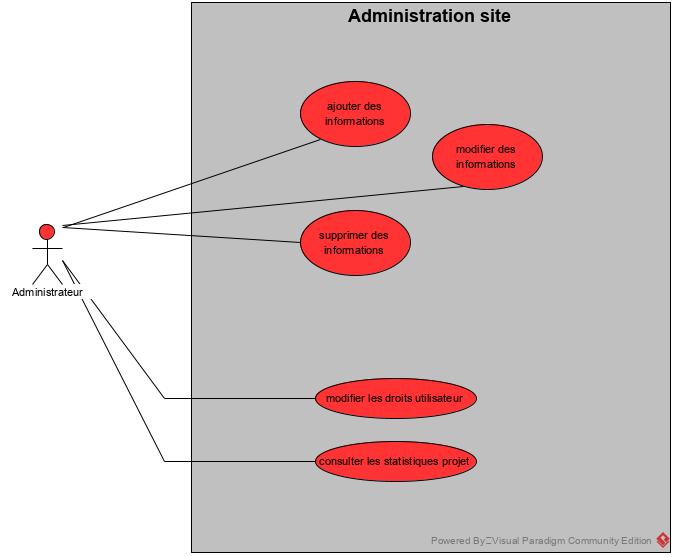 Administration site
ajouter des
informations
modifier des
informations
supprimer des
informations
Administrateur
modifier les droits utilisateur
consulter les statistiques projet
Powered By Visual Paradigm Community Edition